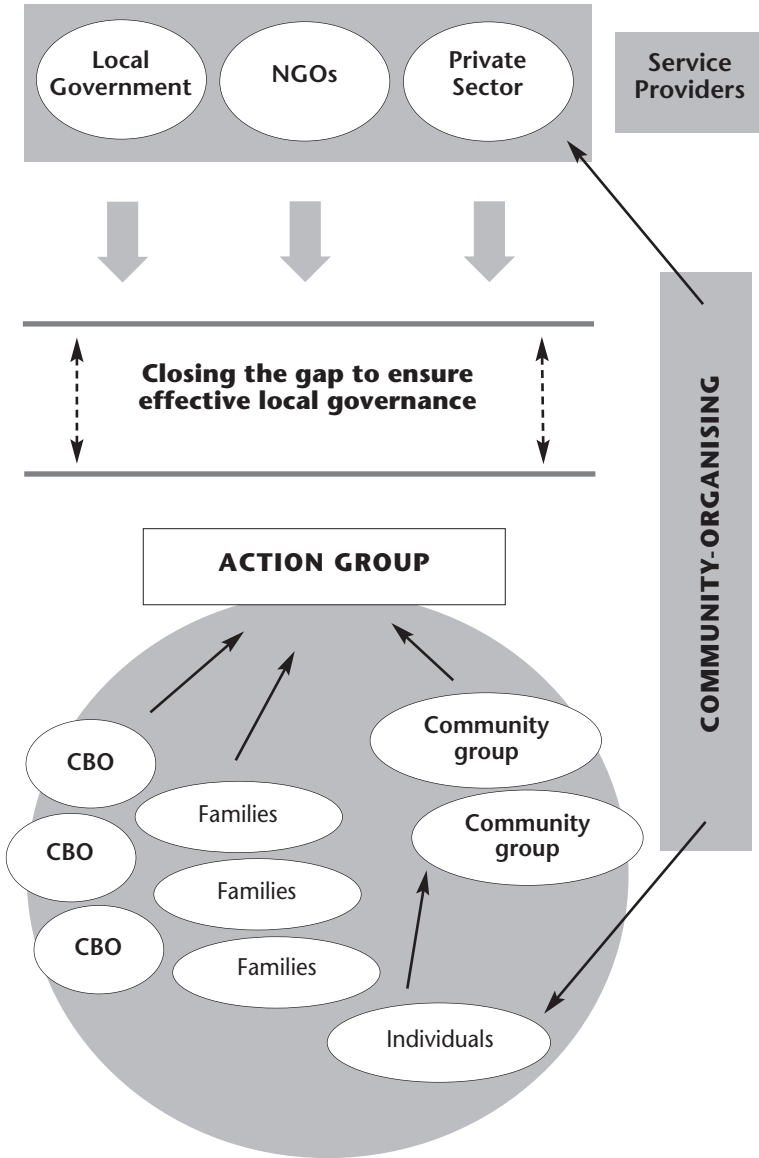 Local
Government
NGOs
Private
Sector
Service
Providers
Closing the gap to ensure
effective local governance
COMMUNITY-ORGANISING
ACTION GROUP
CBO
Families
Community
group
CBO
Families
Community
group
CBO
Families
Individuals